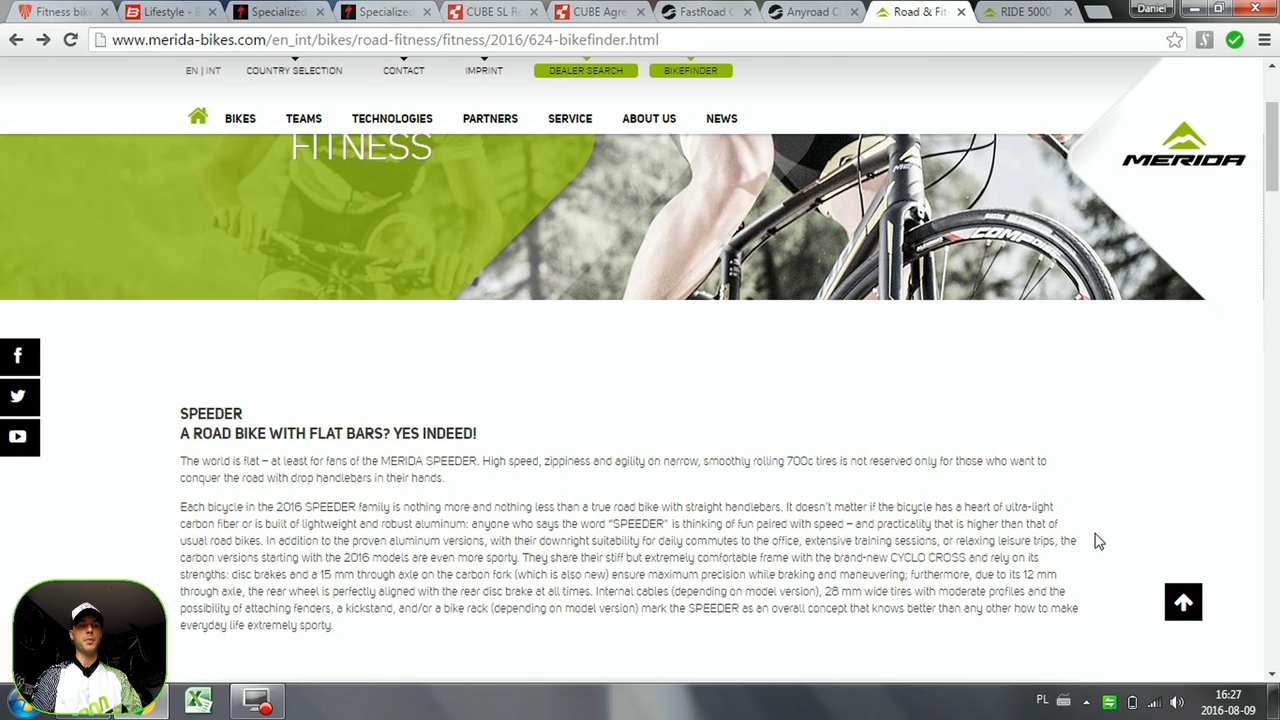 Fitness bik
Lifestyle - B
Specialized
Specialized
CUBE SL R
CUBE Agre
FastRoad C
Anyroad C
Road & Fit
RIDE 5000
Daniel
www.merida-bikes.com/en_int/bikes/road-fitness/fitness/2016/624-bikefinder.html
EN | INT
COUNTRY SELECTION
CONTACT
IMPRINT
DEALER SEARCH
BIKEFINDER
BIKES
TEAMS
TECHNOLOGIES
PARTNERS
SERVICE
ABOUT US
NEWS
FITNESS
MERIDA
SPEEDER
A ROAD BIKE WITH FLAT BARS? YES INDEED!
The world is flat – at least for fans of the MERIDA SPEEDER. High speed, zippiness and agility on narrow, smoothly rolling 700c tires is not reserved only for those who want to
conquer the road with drop handlebars in their hands.
Each bicycle in the 2016 SPEEDER family is nothing more and nothing less than a true road bike with straight handlebars. It doesn't matter if the bicycle has a heart of ultra-light
carbon fiber or is built of lightweight and robust aluminum: anyone who says the word "SPEEDER" is thinking of fun paired with speed – and practicality that is higher than that of
usual road bikes. In addition to the proven aluminum versions, with their downright suitability for daily commutes to the office, extensive training sessions, or relaxing leisure trips, the
carbon versions starting with the 2016 models are even more sporty. They share their stiff but extremely comfortable frame with the brand-new CYCLO CROSS and rely on its
strengths: disc brakes and a 15 mm through axle on the carbon fork (which is also new) ensure maximum precision while braking and maneuvering; furthermore, due to its 12 mm
through axle, the rear wheel is perfectly aligned with the rear disc brake at all times. Internal cables (depending on model version), 28 mm wide tires with moderate profiles and the
possibility of attaching fenders, a kickstand, and/or a bike rack (depending on model version) mark the SPEEDER as an overall concept that knows better than any other how to make
everyday life extremely sporty.
PL
16:27
2016-08-09